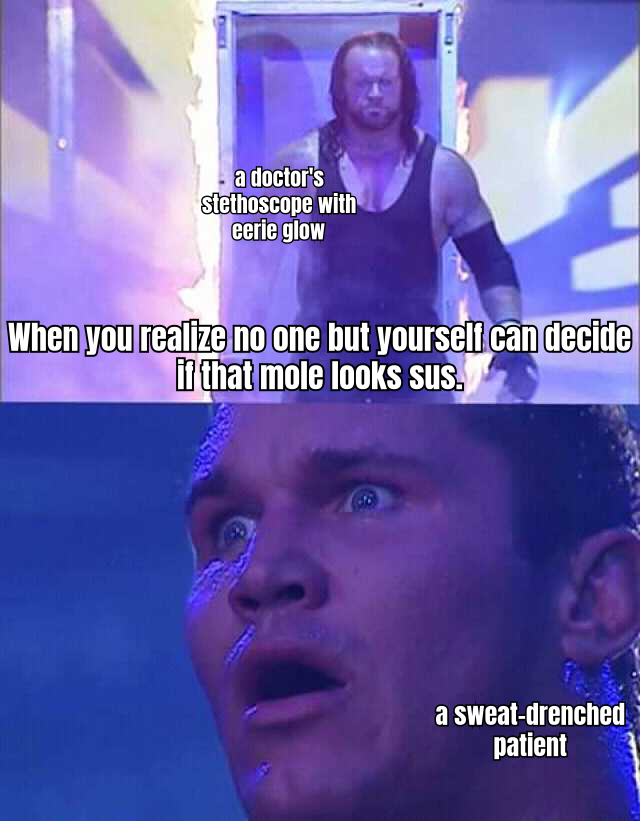 a doctor's
stethoscope with
eerie glow
When you realize no one but yourself can decide
if that mole looks sus.
a sweat-drenched
patient